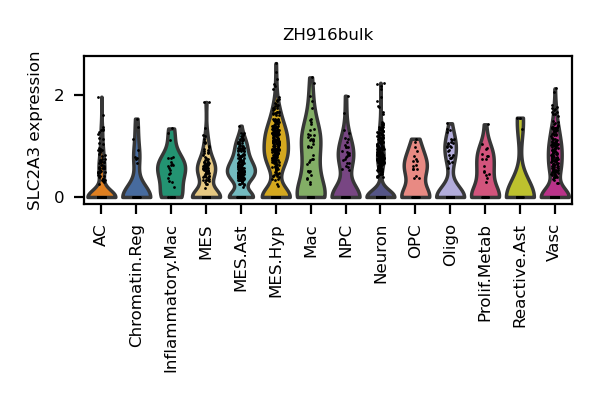 ZH916bulk
SLC2A3 expression
2
0
AC
Chromatin.Reg
Inflammatory.Mac
MES
MES.Ast
MES.Hyp
Mac
NPC
Neuron
OPC
Oligo
Prolif.Metab
Reactive.Ast
Vasc